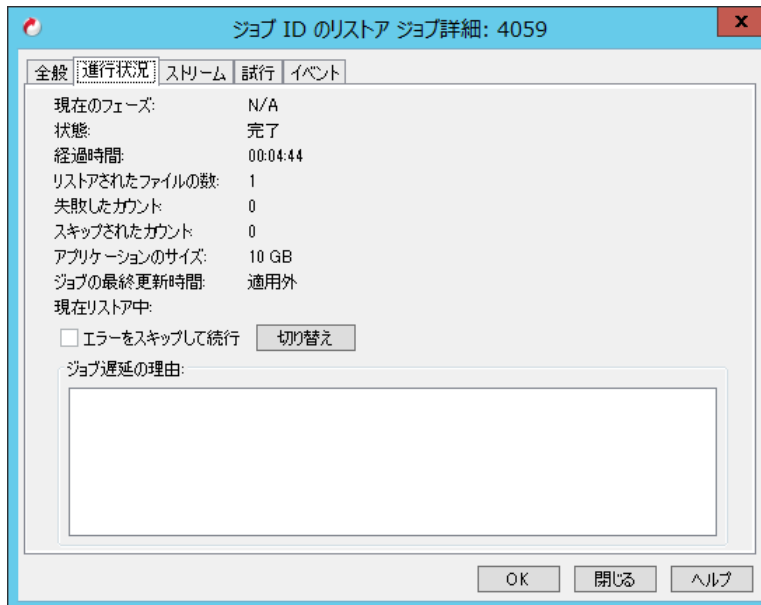 ジョブ ID のリストア ジョブ詳細: 4059
x
全般 進行状況 ストリーム 試行 イベント
現在のフェーズ: N/A
状態: 完了
経過時間: 00:04:44
リストアされたファイルの数: 1
失敗したカウント: 0
スキップされたカウント: 0
アプリケーションのサイズ: 10 GB
ジョブの最終更新時間: 適用外
現在リストア中:
エラーをスキップして続行 切り替え
ジョブ遅延の理由:
OK 閉じる ヘルプ